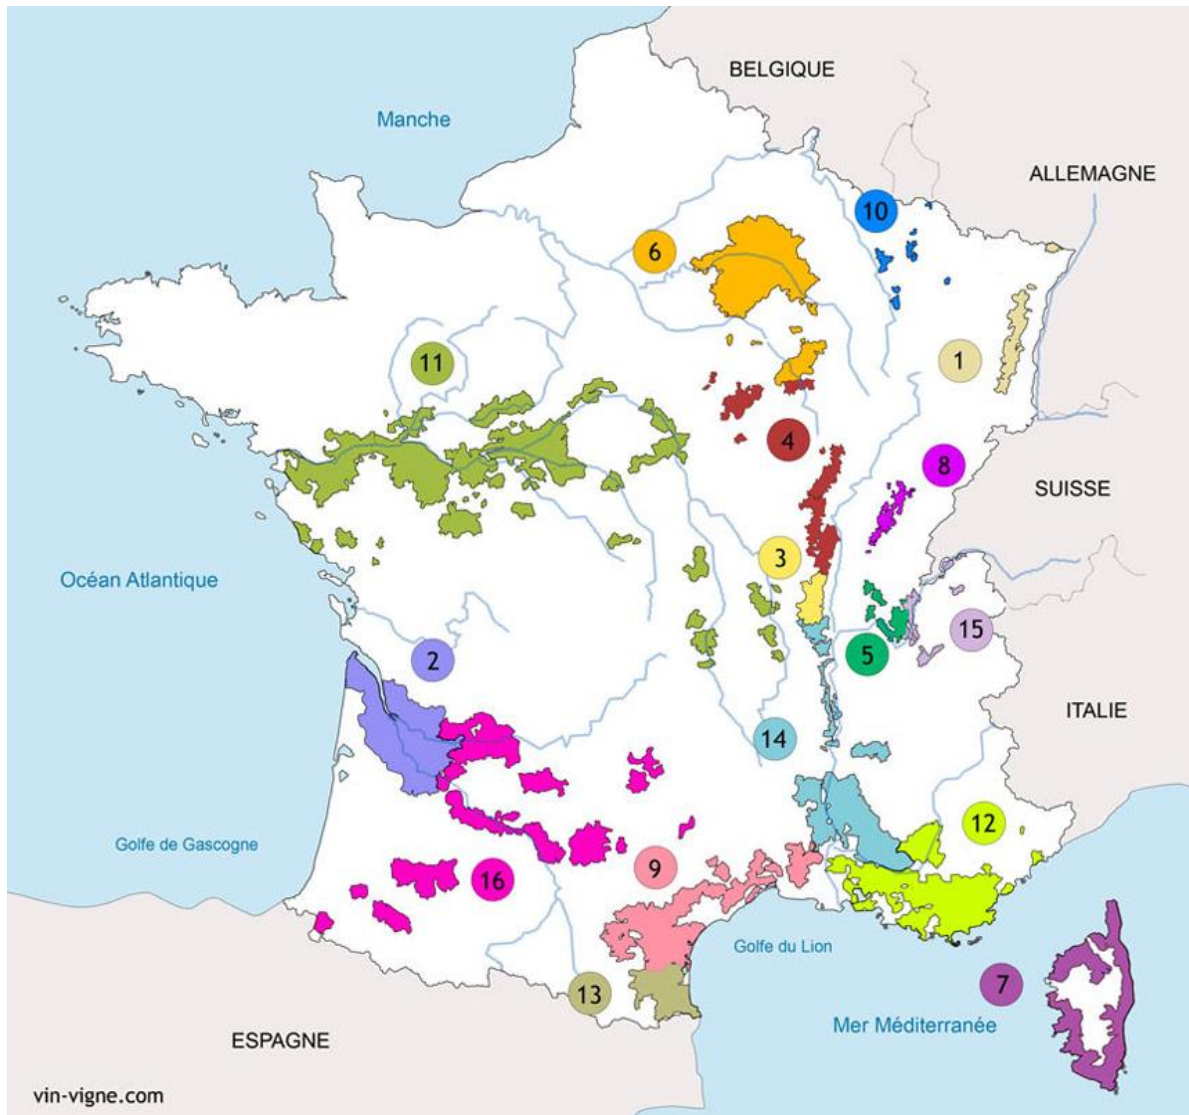 BELGIQUE
Manche
ALLEMAGNE
10
6
11
1
4
8
SUISSE
3
Océan Atlantique
15
5
2
ITALIE
14
12
Golfe de Gascogne
9
16
Golfe du Lion
7
13
Mer Méditerranée
ESPAGNE
vin-vigne.com